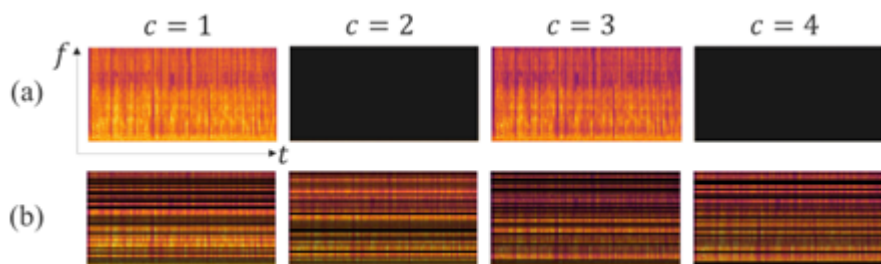 c = 1 c = 2 c = 3 c = 4
f
(a)
t
(b)